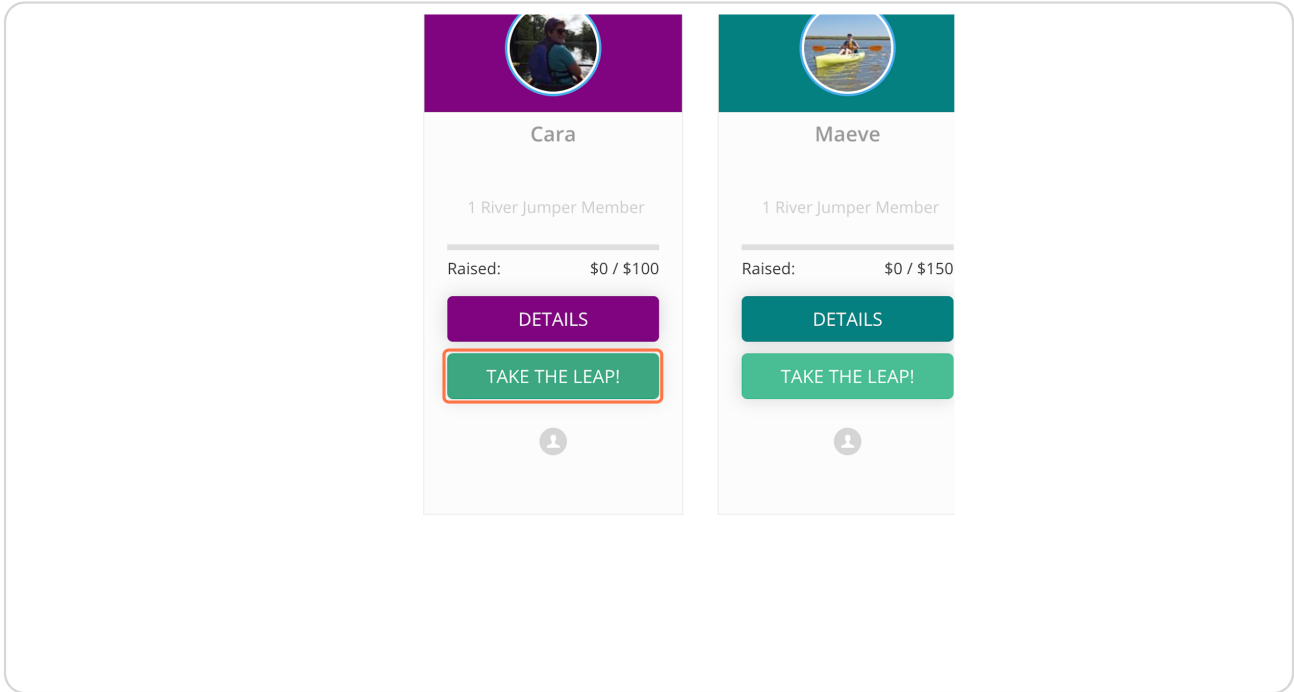 Cara
1 River Jumper Member
Raised: $0 / $100
DETAILS
TAKE THE LEAP!
Maeve
1 River Jumper Member
Raised: $0 / $150
DETAILS
TAKE THE LEAP!